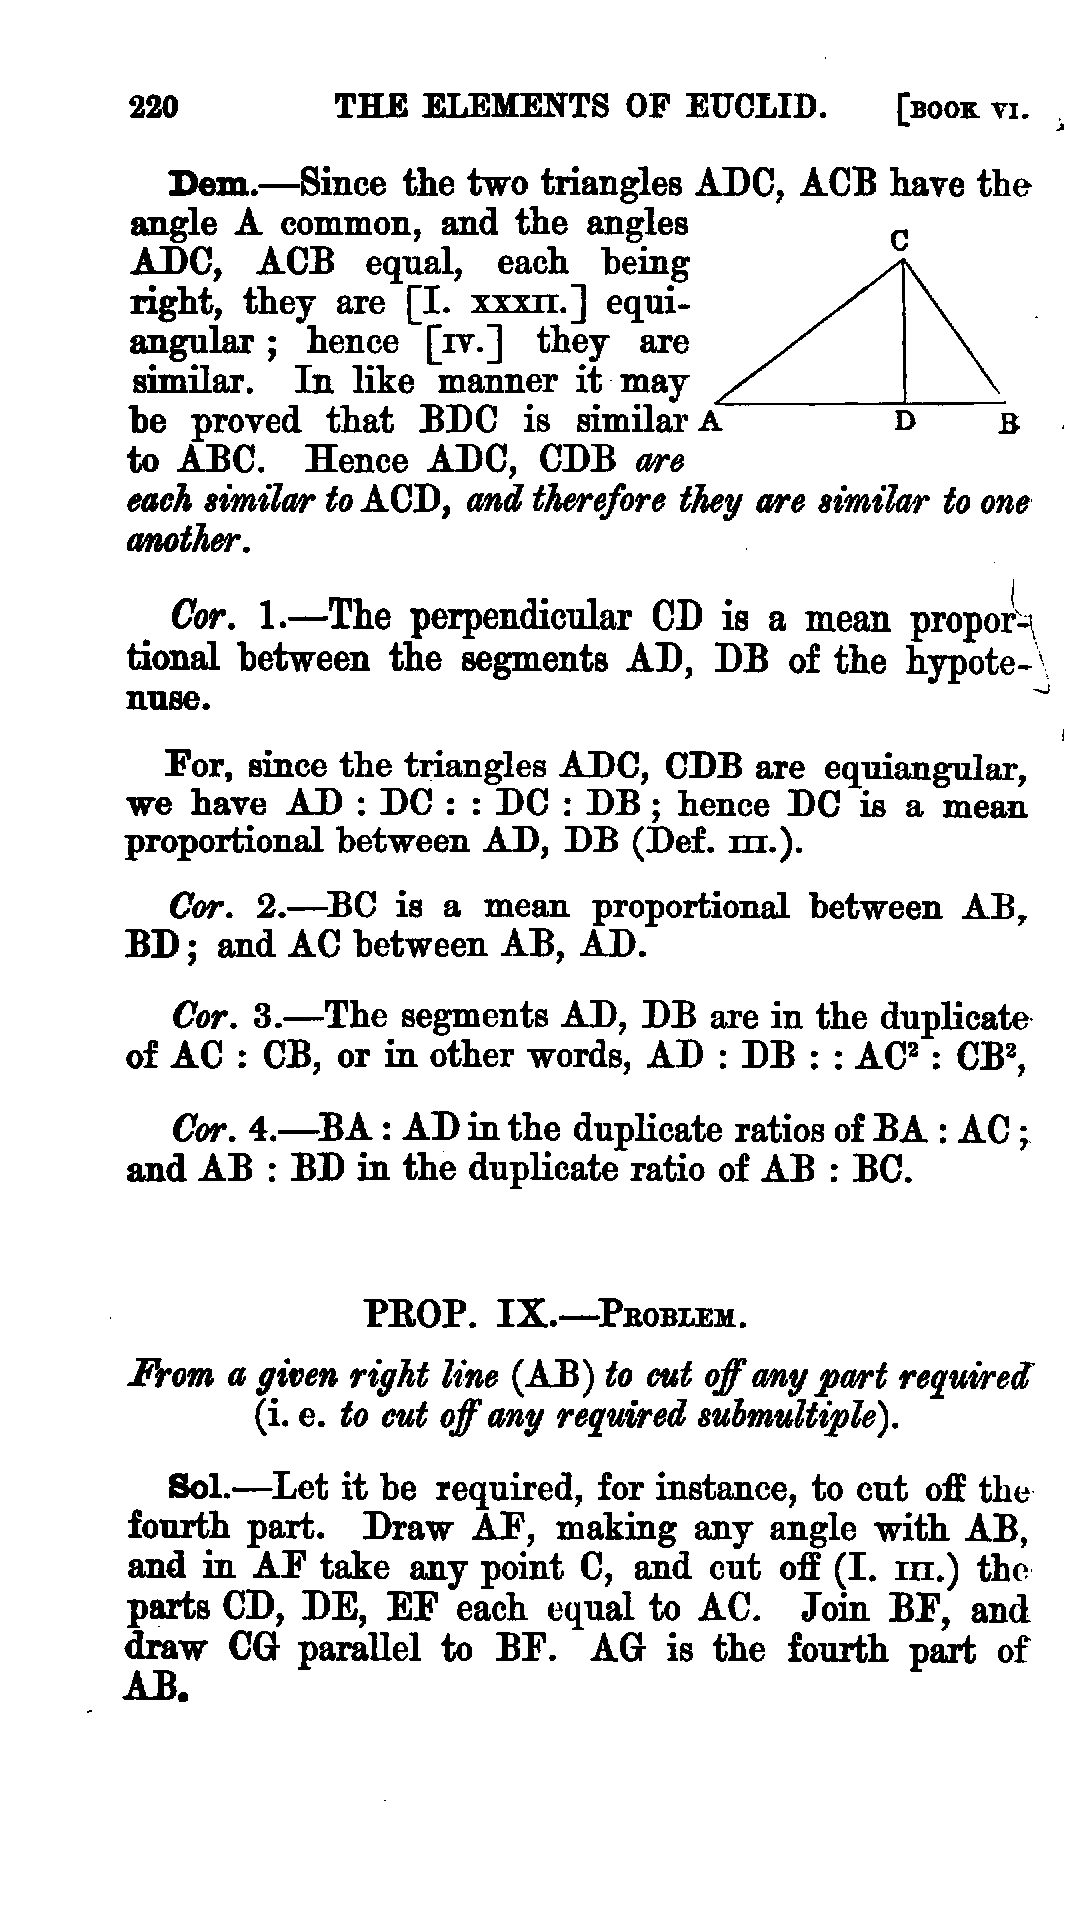 220 THE ELEMENTS OF EUCLID. [BOOK VI.
Dem.—Since the two triangles ADC, ACB have the
angle A common, and the angles
ADC, ACB equal, each being
right, they are [I. XXXII.] equi-
angular ; hence [IV.] they are
similar. In like manner it may
be proved that BDC is similar
to ABC. Hence ADC, CDB are
each similar to ACD, and therefore they are similar to one
another.
C
A D B
Cor. 1.—The perpendicular CD is a mean propor-
tional between the segments AD, DB of the hypote-
nuse.
For, since the triangles ADC, CDB are equiangular,
we have AD : DC : : DC : DB ; hence DC is a mean
proportional between AD, DB (Def. III.).
Cor. 2.—BC is a mean proportional between AB,
BD ; and AC between AB, AD.
Cor. 3.—The segments AD, DB are in the duplicate
of AC : CB, or in other words, AD : DB : : AC² : CB²,
Cor. 4.—BA : AD in the duplicate ratios of BA : AC ;
and AB : BD in the duplicate ratio of AB : BC.
PROP. IX.—PROBLEM.
From a given right line (AB) to cut off any part required
(i. e. to cut off any required submultiple).
Sol.—Let it be required, for instance, to cut off the
fourth part. Draw AF, making any angle with AB,
and in AF take any point C, and cut off (I. III.) the
parts CD, DE, EF each equal to AC. Join BF, and
draw CG parallel to BF. AG is the fourth part of
AB.